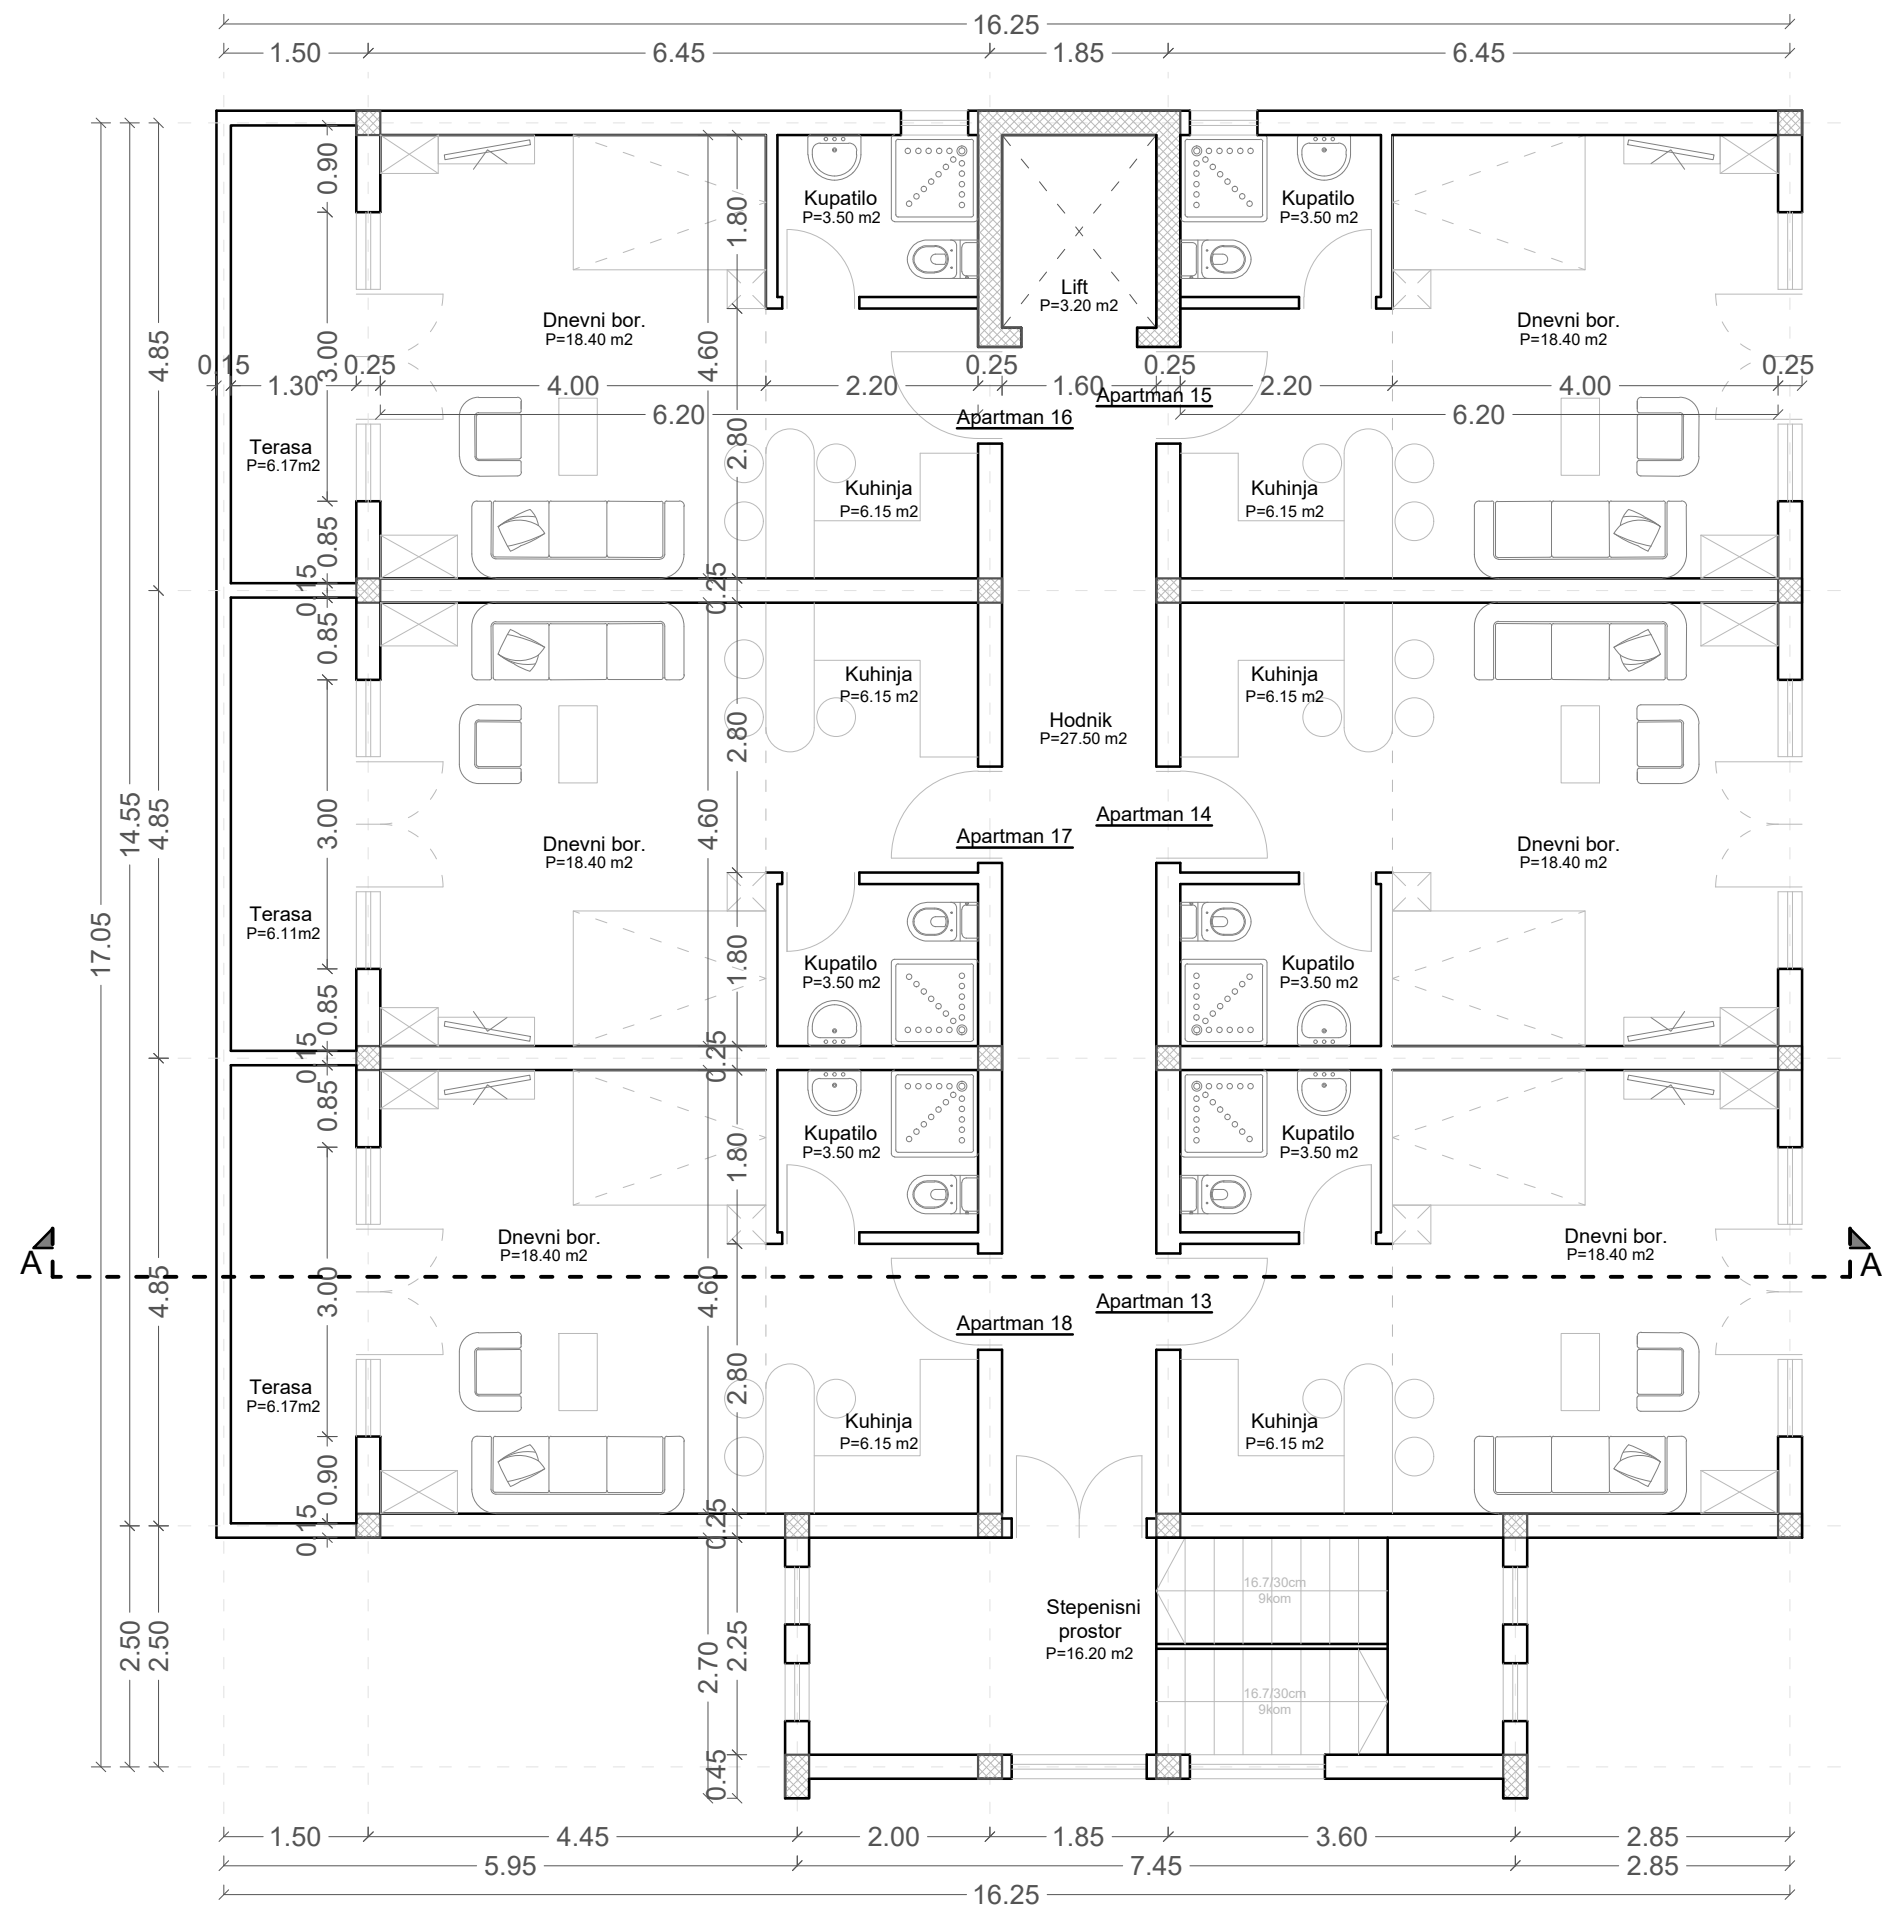 16.25
1.50 6.45 1.85 6.45
0.90
1.80
Kupatilo
P=3.50 m2
Kupatilo
P=3.50 m2
Lift
P=3.20 m2
Dnevni bor.
P=18.40 m2
Dnevni bor.
P=18.40 m2
4.85
3.00
4.60
0.15 0.25 0.25 0.25 0.25
1.30 4.00 2.20 1.60 2.20 4.00
Apartman 15
6.20 Apartman 16 6.20
2.80
Terasa
P=6.17m2
Kuhinja
P=6.15 m2
Kuhinja
P=6.15 m2
0.85
0.15
0.25
0.85
Kuhinja
P=6.15 m2
Kuhinja
P=6.15 m2
2.80
Hodnik
P=27.50 m2
14.55
4.85
3.00
4.60
Apartman 14
Apartman 17
Dnevni bor.
P=18.40 m2
Dnevni bor.
P=18.40 m2
17.05
Terasa
P=6.11m2
1.80
Kupatilo
P=3.50 m2
Kupatilo
P=3.50 m2
0.85
0.15
0.25
0.85
1.80
Kupatilo
P=3.50 m2
Kupatilo
P=3.50 m2
Dnevni bor.
P=18.40 m2
Dnevni bor.
P=18.40 m2
A A
4.85
3.00
4.60
Apartman 13
Apartman 18
2.80
Terasa
P=6.17m2
Kuhinja
P=6.15 m2
Kuhinja
P=6.15 m2
0.90
0.15
0.25
16.7/30cm
9kom
Stepenisni
prostor
P=16.20 m2
2.50
2.50
2.70
2.25
16.7/30cm
9kom
0.45
1.50 4.45 2.00 1.85 3.60 2.85
5.95 7.45 2.85
16.25